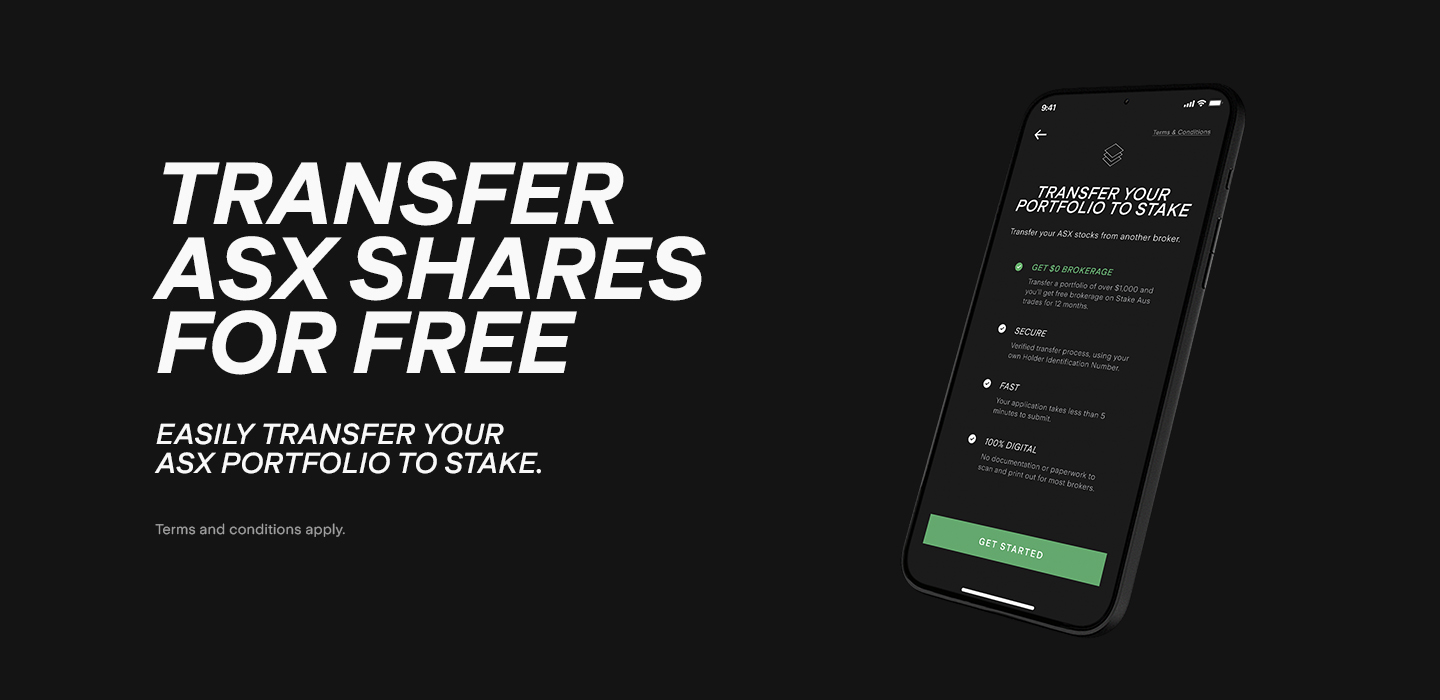 TRANSFER
ASX SHARES
FOR FREE
EASILY TRANSFER YOUR
ASX PORTFOLIO TO STAKE.
Terms and conditions apply.
9:41
Terms & Conditions
TRANSFER YOUR
PORTFOLIO TO STAKE
Transfer your ASX stocks from another broker.
GET $0 BROKERAGE
Transfer a portfolio of over $1,000 and
you'll get free brokerage on Stake Aus
trades for 12 months.
SECURE
Verified transfer process, using your
own Holder Identification Number.
FAST
Your application takes less than 5
minutes to submit.
100% DIGITAL
No documentation or paperwork to
scan and print out for most brokers.
GET STARTED